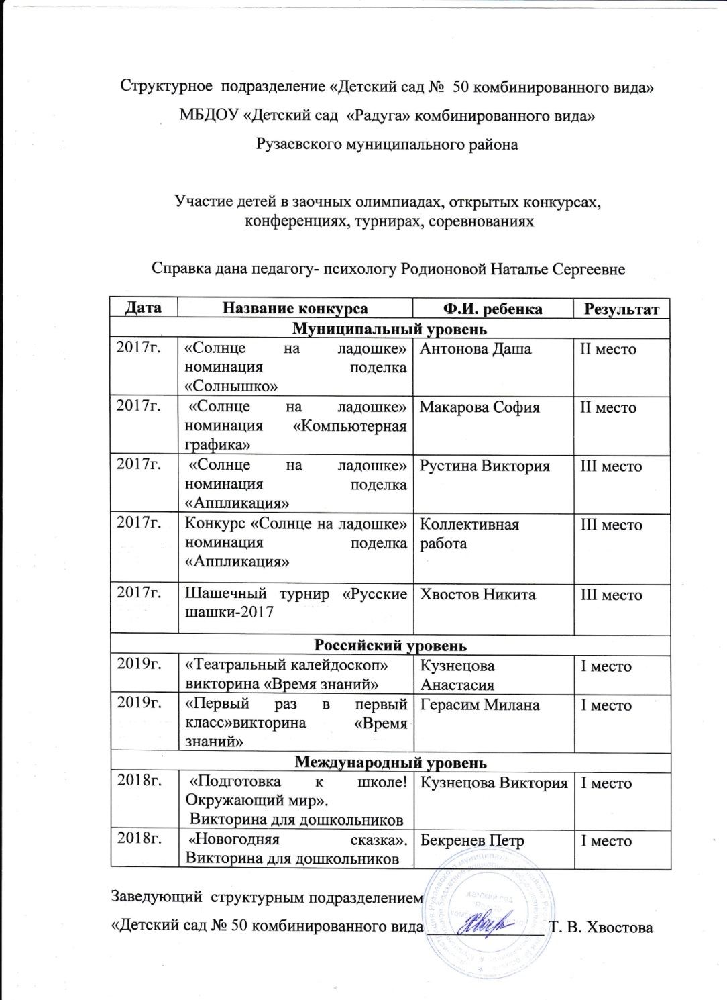 Структурное подразделение «Детский сад № 50 комбинированного вида»
МБДОУ «Детский сад «Радуга» комбинированного вида»
Рузаевского муниципального района
Участие детей в заочных олимпиадах, открытых конкурсах,
конференциях, турнирах, соревнованиях
Справка дана педагогу- психологу Родионовой Наталье Сергеевне
Дата Название конкурса Ф.И. ребенка Результат
Муниципальный уровень
2017г. «Солнце на ладошке» Антонова Даша II место
номинация поделка
«Солнышко»
2017г. «Солнце на ладошке» Макарова София II место
номинация «Компьютерная
графика»
2017г. «Солнце на ладошке» Рустина Виктория III место
номинация поделка
«Аппликация»
2017г. Конкурс «Солнце на ладошке» Коллективная III место
номинация поделка работа
«Аппликация»
2017г. Шашечный турнир «Русские Хвостов Никита III место
шашки-2017
Российский уровень
2019г. «Театральный калейдоскоп» Кузнецова I место
викторина «Время знаний» Анастасия
2019г. «Первый раз в первый Герасим Милана I место
класс»викторина «Время
знаний»
Международный уровень
2018г. «Подготовка к школе! Кузнецова Виктория I место
Окружающий мир».
Викторина для дошкольников
2018г. «Новогодняя сказка». Бекренев Петр I место
Викторина для дошкольников
Заведующий структурным подразделением
«Детский сад № 50 комбинированного вида ______________ Т. В. Хвостова